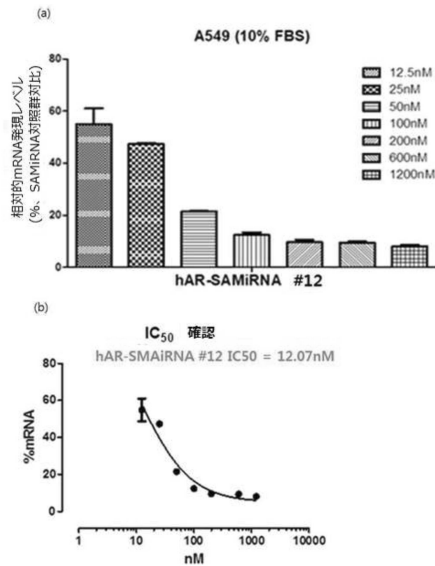 (a)
A549 (10% FBS)
相対的mRNA発現レベル
(%、SAMiRNA対照群対比)
80
60
40
20
0
12.5nM
25nM
50nM
100nM
200nM
600nM
1200nM
hAR-SAMiRNA #12
(b)
IC50 確認
hAR-SMAiRNA #12 IC50 = 12.07nM
%mRNA
80
60
40
20
0
1 10 100 1000 10000
nM